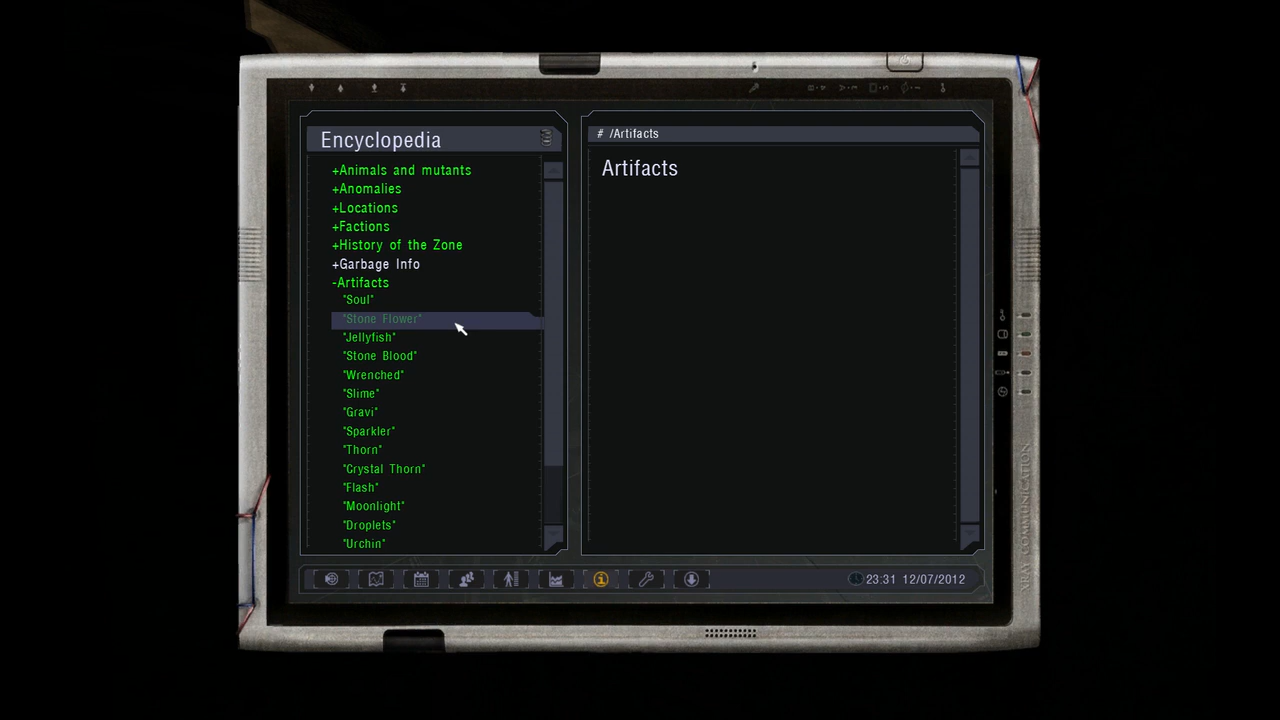 Encyclopedia
+Animals and mutants
+Anomalies
+Locations
+Factions
+History of the Zone
+Garbage Info
-Artifacts
"Soul"
"Stone Flower"
"Jellyfish"
"Stone Blood"
"Wrenched"
"Slime"
"Gravi"
"Sparkler"
"Thorn"
"Crystal Thorn"
"Flash"
"Moonlight"
"Droplets"
"Urchin"
# /Artifacts
Artifacts
XRAY COMMUNICATION
23:31 12/07/2012